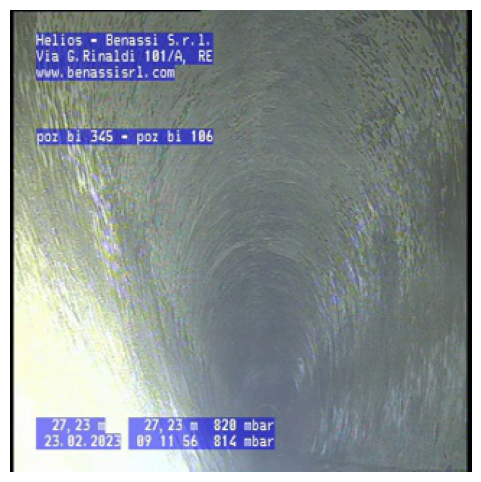 Helios - Benassi S.r.l.
Via G.Rinaldi 101/A, RE
www.benassisrl.com
poz bi 345 - poz bi 106
27,23 m 27,23 m 820 mbar
23.02.2023 09 11 56 814 mbar